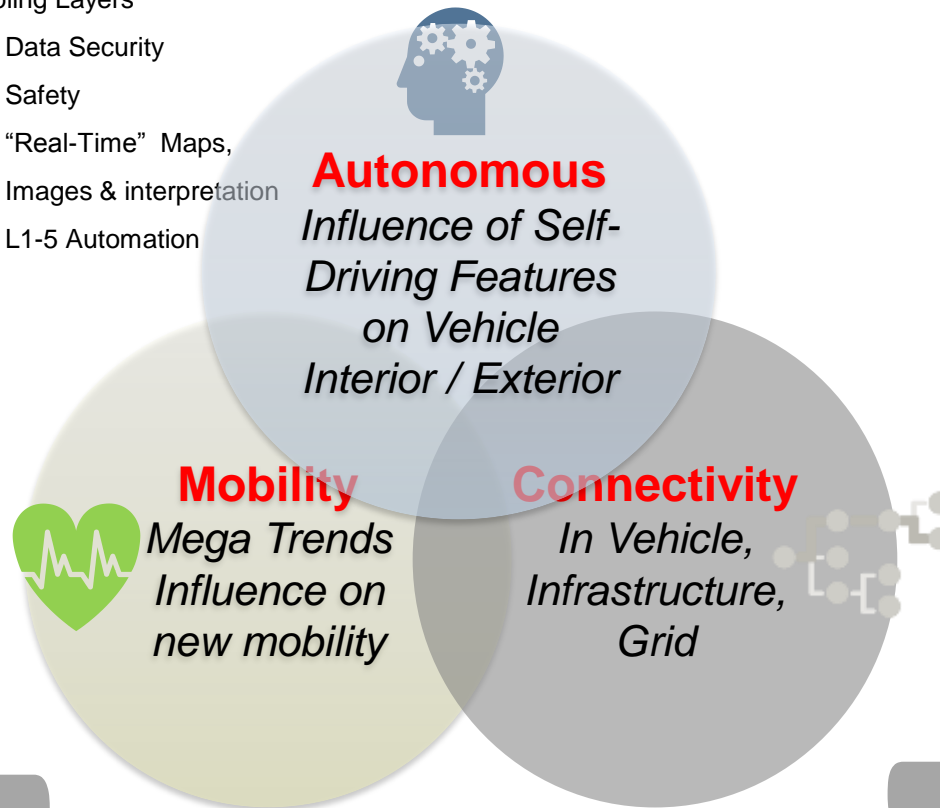 Layers
Data Security
Safety
“Real-Time” Maps,
Images & interpretation
L1-5 Automation
Autonomous
Influence of Self-
Driving Features
on Vehicle
Interior / Exterior
Mobility
Mega Trends
Influence on
new mobility
Connectivity
In Vehicle,
Infrastructure,
Grid